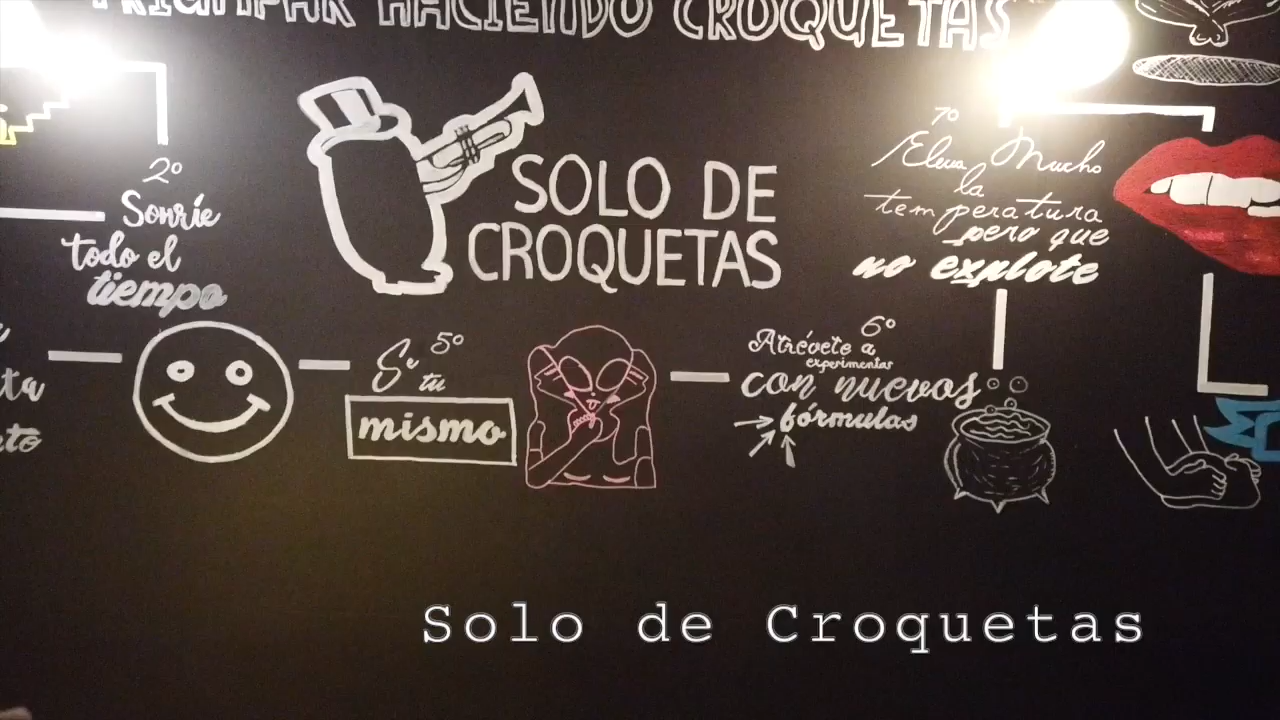 TRIUNFAR HACIENDO CROQUETAS
2º
Sonríe
todo el
tiempo
SOLO DE
CROQUETAS
7º
Eleva Mucho
la
temperatura
pero que
no explote
5º
Sé tu
mismo
6º
Atrévete a
experimentar
con nuevos
fórmulas
Solo de Croquetas